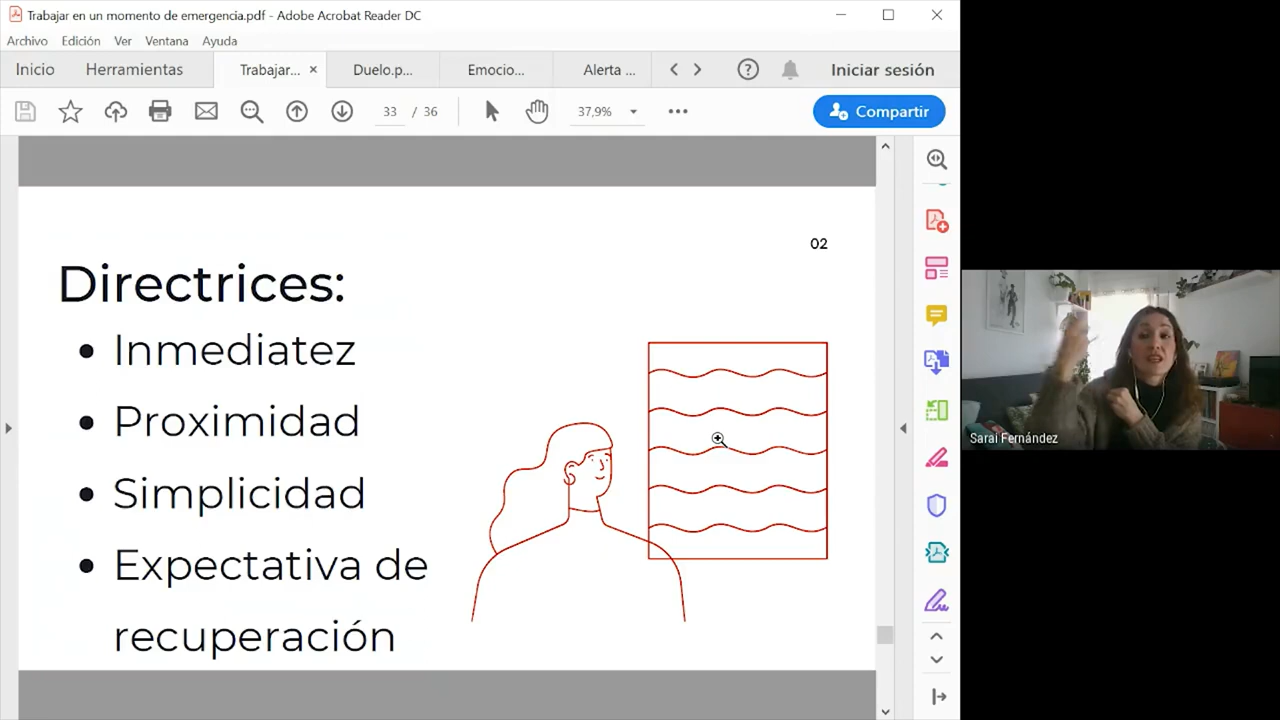 Trabajar en un momento de emergencia.pdf - Adobe Acrobat Reader DC
Archivo Edición Ver Ventana Ayuda
Inicio Herramientas Trabajar... × Duelo.p... Emocio... Alerta ... Iniciar sesión
33 / 36 37,9% Compartir
02
Directrices:
• Inmediatez
• Proximidad
• Simplicidad
• Expectativa de
recuperación
Sarai Fernández